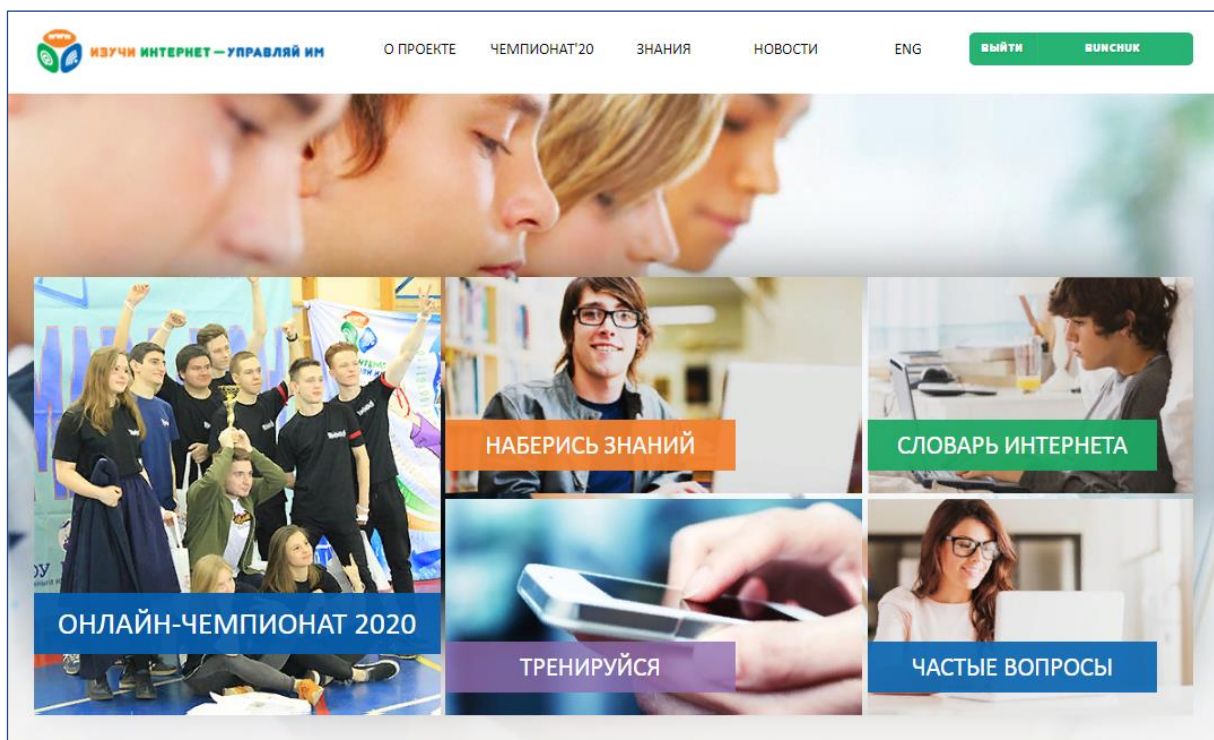 ИЗУЧИ ИНТЕРНЕТ — УПРАВЛЯЙ ИМ
О ПРОЕКТЕ
ЧЕМПИОНАТ'20
ЗНАНИЯ
НОВОСТИ
ENG
ВЫЙТИ
BUNCHUK
НАБЕРИСЬ ЗНАНИЙ
СЛОВАРЬ ИНТЕРНЕТА
ОНЛАЙН-ЧЕМПИОНАТ 2020
ТРЕНИРУЙСЯ
ЧАСТЫЕ ВОПРОСЫ